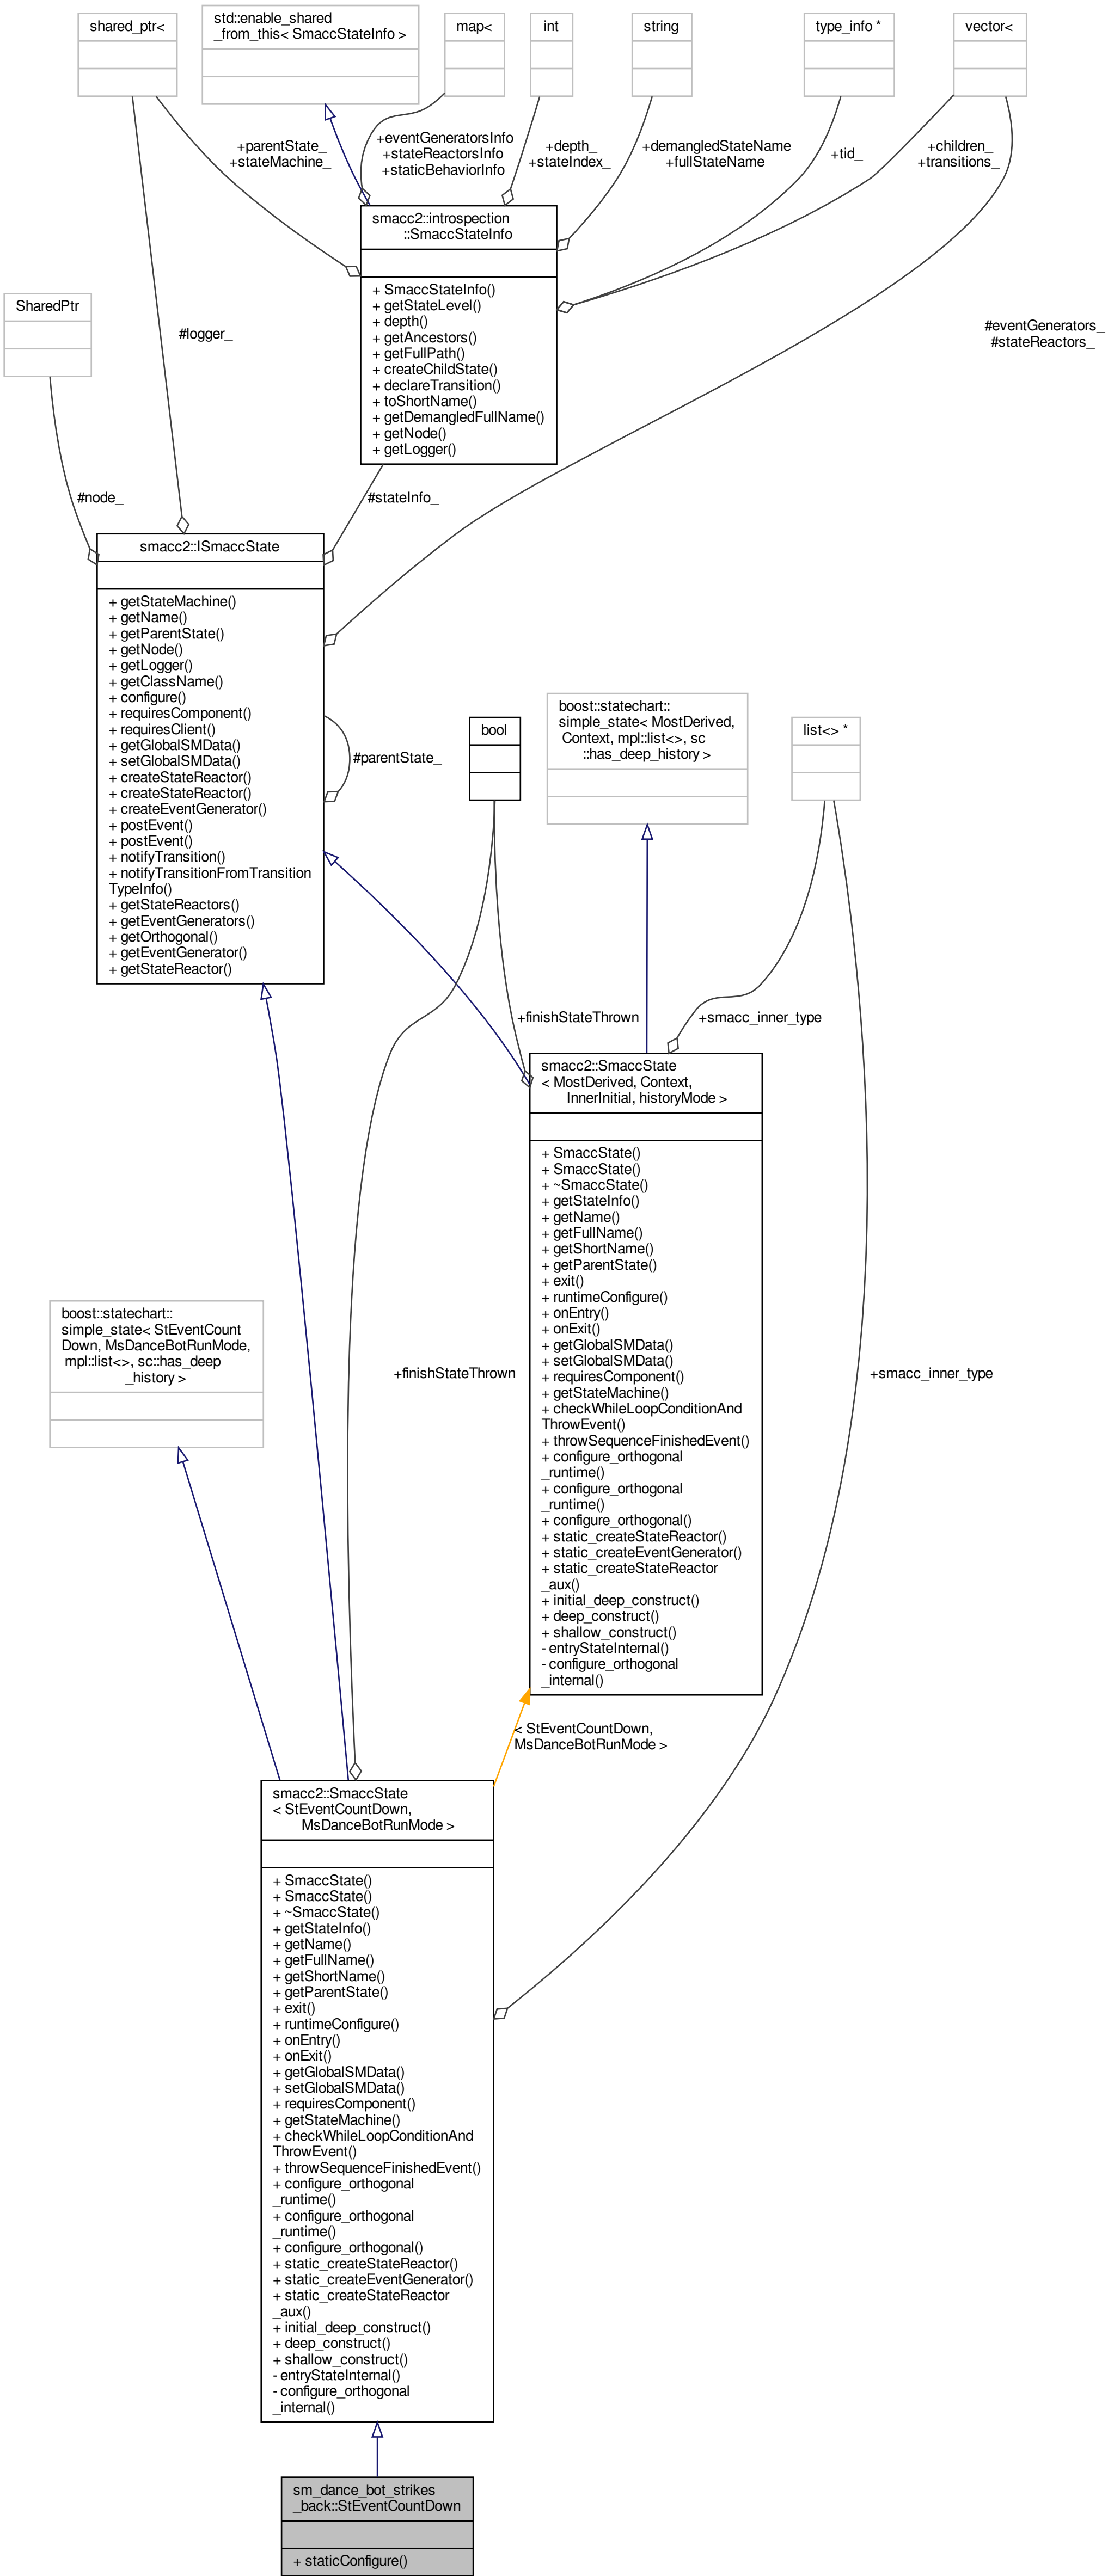 shared_ptr<
std::enable_shared
_from_this< SmaccStateInfo >
map<
int
string
type_info *
vector<
+parentState_
+stateMachine_
+eventGeneratorsInfo
+stateReactorsInfo
+staticBehaviorInfo
+depth_
+stateIndex_
+demangledStateName
+fullStateName
+tid_
+children_
+transitions_
smacc2::introspection
::SmaccStateInfo
+ SmaccStateInfo()
+ getStateLevel()
+ depth()
+ getAncestors()
+ getFullPath()
+ createChildState()
+ declareTransition()
+ toShortName()
+ getDemangledFullName()
+ getNode()
+ getLogger()
SharedPtr
#logger_
#eventGenerators_
#stateReactors_
#node_
#stateInfo_
smacc2::ISmaccState
+ getStateMachine()
+ getName()
+ getParentState()
+ getNode()
+ getLogger()
+ getClassName()
+ configure()
+ requiresComponent()
+ requiresClient()
+ getGlobalSMData()
+ setGlobalSMData()
+ createStateReactor()
+ createStateReactor()
+ createEventGenerator()
+ postEvent()
+ postEvent()
+ notifyTransition()
+ notifyTransitionFromTransition
TypeInfo()
+ getStateReactors()
+ getEventGenerators()
+ getOrthogonal()
+ getEventGenerator()
+ getStateReactor()
#parentState_
bool
boost::statechart::
simple_state< MostDerived,
Context, mpl::list<>, sc
::has_deep_history >
list<> *
+finishStateThrown
+smacc_inner_type
smacc2::SmaccState
< MostDerived, Context,
InnerInitial, historyMode >
+ SmaccState()
+ SmaccState()
+ ~SmaccState()
+ getStateInfo()
+ getName()
+ getFullName()
+ getShortName()
+ getParentState()
+ exit()
+ runtimeConfigure()
+ onEntry()
+ onExit()
+ getGlobalSMData()
+ setGlobalSMData()
+ requiresComponent()
+ getStateMachine()
+ checkWhileLoopConditionAnd
ThrowEvent()
+ throwSequenceFinishedEvent()
+ configure_orthogonal
_runtime()
+ configure_orthogonal
_runtime()
+ configure_orthogonal()
+ static_createStateReactor()
+ static_createEventGenerator()
+ static_createStateReactor
_aux()
+ initial_deep_construct()
+ deep_construct()
+ shallow_construct()
- entryStateInternal()
- configure_orthogonal
_internal()
boost::statechart::
simple_state< StEventCount
Down, MsDanceBotRunMode,
mpl::list<>, sc::has_deep
_history >
+finishStateThrown
+smacc_inner_type
< StEventCountDown,
MsDanceBotRunMode >
smacc2::SmaccState
< StEventCountDown,
MsDanceBotRunMode >
+ SmaccState()
+ SmaccState()
+ ~SmaccState()
+ getStateInfo()
+ getName()
+ getFullName()
+ getShortName()
+ getParentState()
+ exit()
+ runtimeConfigure()
+ onEntry()
+ onExit()
+ getGlobalSMData()
+ setGlobalSMData()
+ requiresComponent()
+ getStateMachine()
+ checkWhileLoopConditionAnd
ThrowEvent()
+ throwSequenceFinishedEvent()
+ configure_orthogonal
_runtime()
+ configure_orthogonal
_runtime()
+ configure_orthogonal()
+ static_createStateReactor()
+ static_createEventGenerator()
+ static_createStateReactor
_aux()
+ initial_deep_construct()
+ deep_construct()
+ shallow_construct()
- entryStateInternal()
- configure_orthogonal
_internal()
sm_dance_bot_strikes
_back::StEventCountDown
+ staticConfigure()